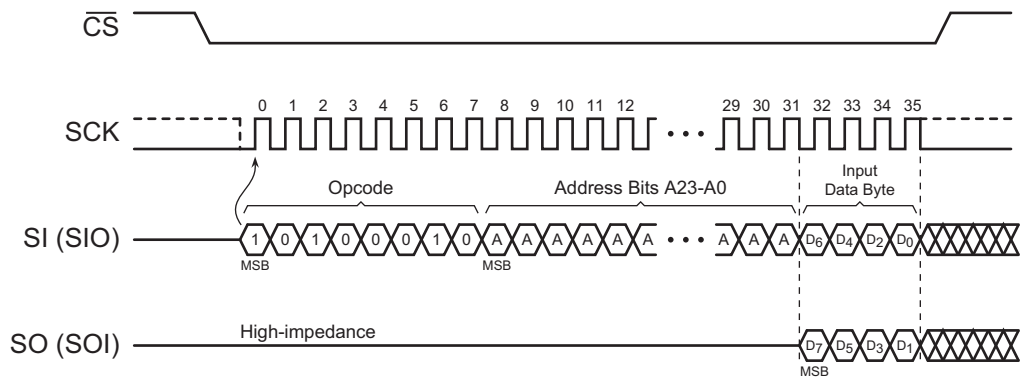 CS
0 1 2 3 4 5 6 7 8 9 10 11 12 29 30 31 32 33 34 35
SCK
• • •
Opcode
Address Bits A23-A0
Input
Data Byte
SI (SIO)
1 0 1 0 0 0 1 0 A A A A A A • • • A A A D6 D4 D2 D0
MSB
MSB
High-impedance
SO (SOI)
D7 D5 D3 D1
MSB